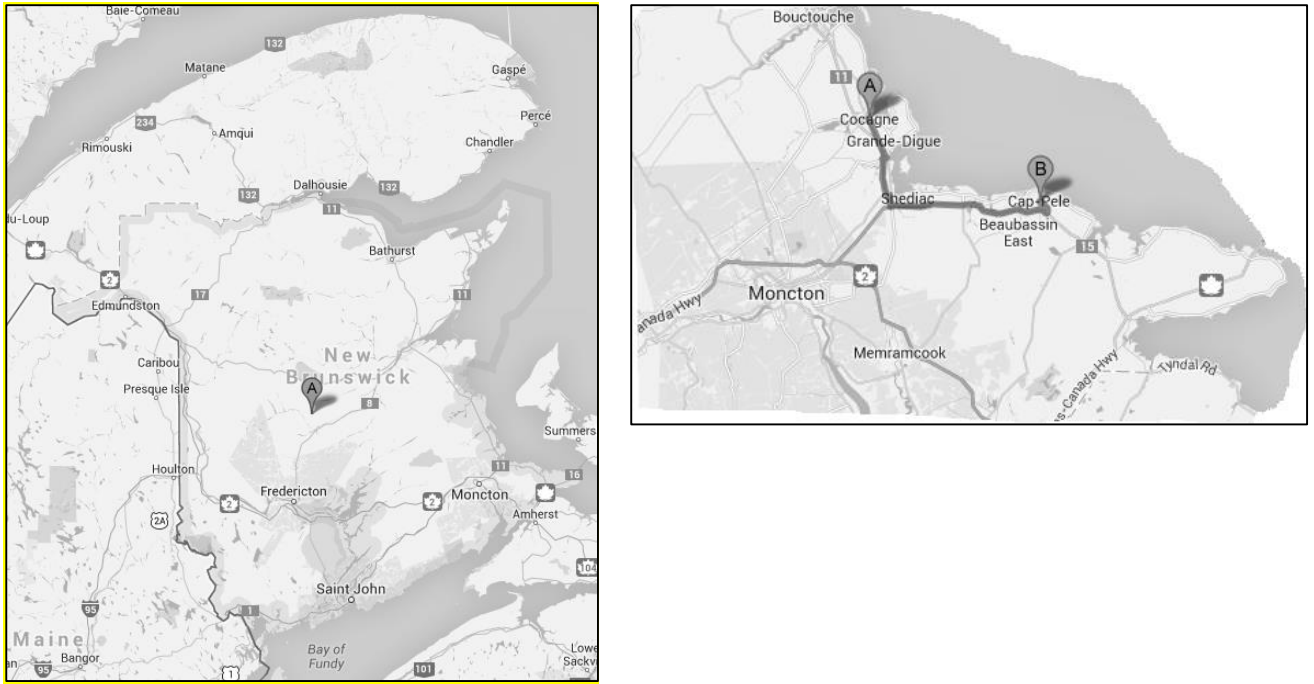 Baie-Comeau
132
Matane
Gaspé
Percé
234
Amqui
Rimouski
Chandler
132
Dalhousie
132
11
du-Loup
Bathurst
2
Edmundston
17
11
Caribou
New
Brunswick
Presque Isle
A
8
Summers
Houlton
11
16
Fredericton
2
2
Moncton
2A
Amherst
104
Saint John
95
1
Maine
Bay of
Fundy
Lowe
Sackv
an
Bangor
95
1
101
Bouctouche
11
A
Cocagne
Grande-Digue
B
Shediac
Cap-Pele
Beaubassin
East
15
2
Moncton
anada Hwy
Memramcook
Tyndal Rd
ns-Canada Hwy